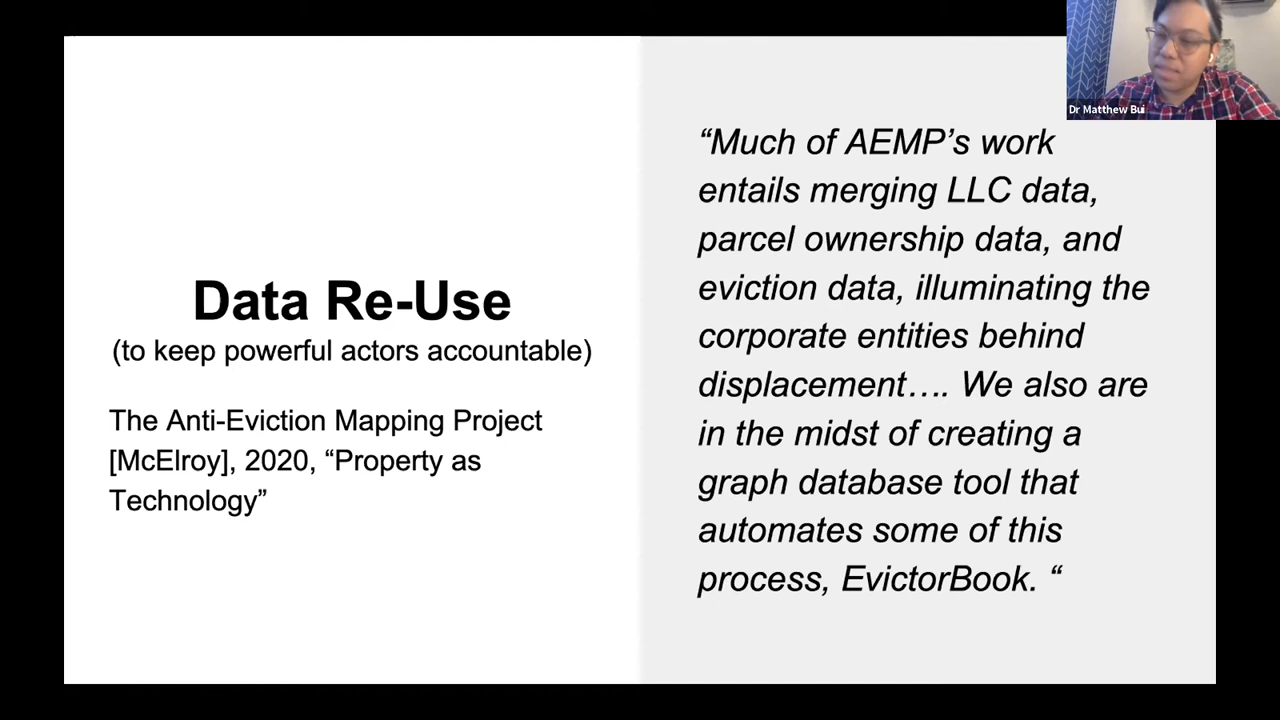 Dr Matthew Bui
Data Re-Use
(to keep powerful actors accountable)
The Anti-Eviction Mapping Project
[McElroy], 2020, “Property as
Technology”
“Much of AEMP’s work
entails merging LLC data,
parcel ownership data, and
eviction data, illuminating the
corporate entities behind
displacement…. We also are
in the midst of creating a
graph database tool that
automates some of this
process, EvictorBook. “